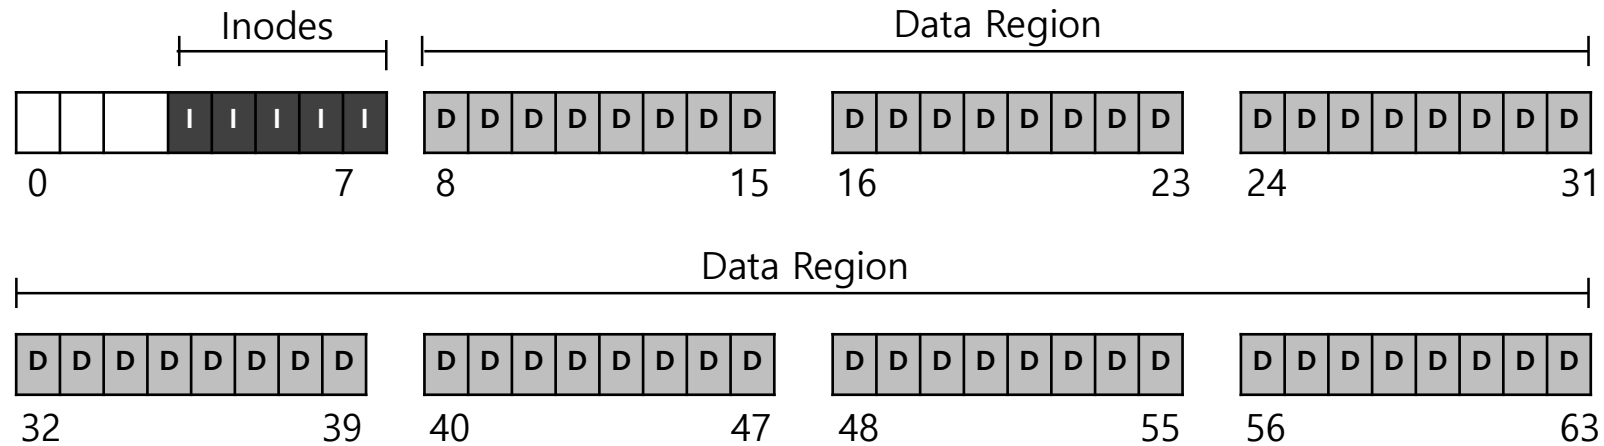 Inodes Data Region
I I I I I D D D D D D D D D D D D D D D D D D D D D D D D
0 7 8 15 16 23 24 31
Data Region
D D D D D D D D D D D D D D D D D D D D D D D D D D D D D D D D
32 39 40 47 48 55 56 63